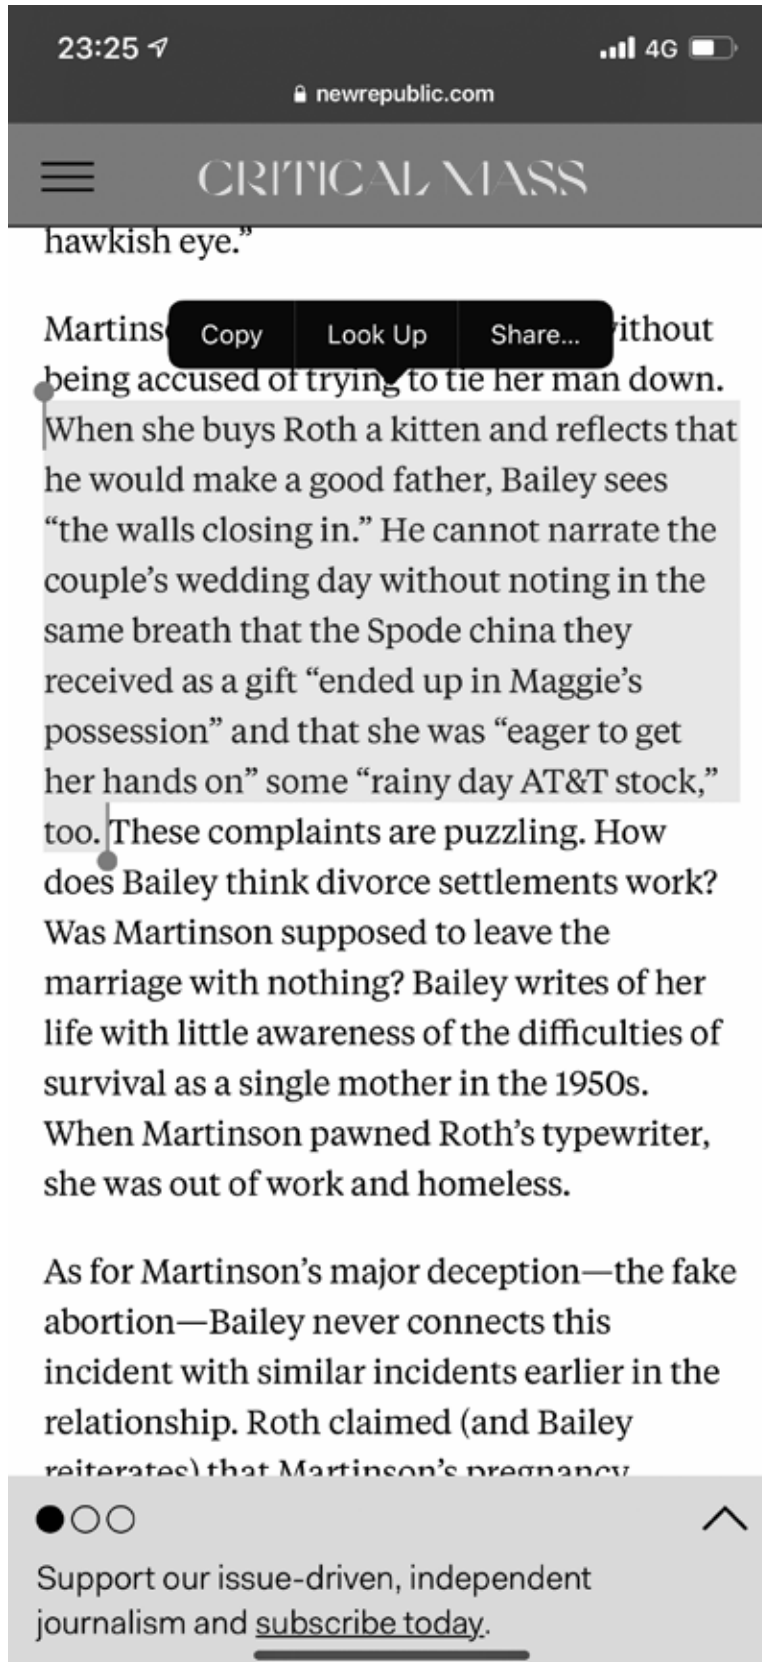 23:25
4G
newrepublic.com
CRITICAL MASS
hawkish eye.”
Copy
Look Up
Share...
being accused of trying to tie her man down.
When she buys Roth a kitten and reflects that
he would make a good father, Bailey sees
“the walls closing in.” He cannot narrate the
couple’s wedding day without noting in the
same breath that the Spode china they
received as a gift “ended up in Maggie’s
possession” and that she was “eager to get
her hands on” some “rainy day AT&T stock,”
too. These complaints are puzzling. How
does Bailey think divorce settlements work?
Was Martinson supposed to leave the
marriage with nothing? Bailey writes of her
life with little awareness of the difficulties of
survival as a single mother in the 1950s.
When Martinson pawned Roth’s typewriter,
she was out of work and homeless.
As for Martinson’s major deception—the fake
abortion—Bailey never connects this
incident with similar incidents earlier in the
relationship. Roth claimed (and Bailey
reiterates) that Martinson’s pregnancy
Support our issue-driven, independent
journalism and subscribe today.